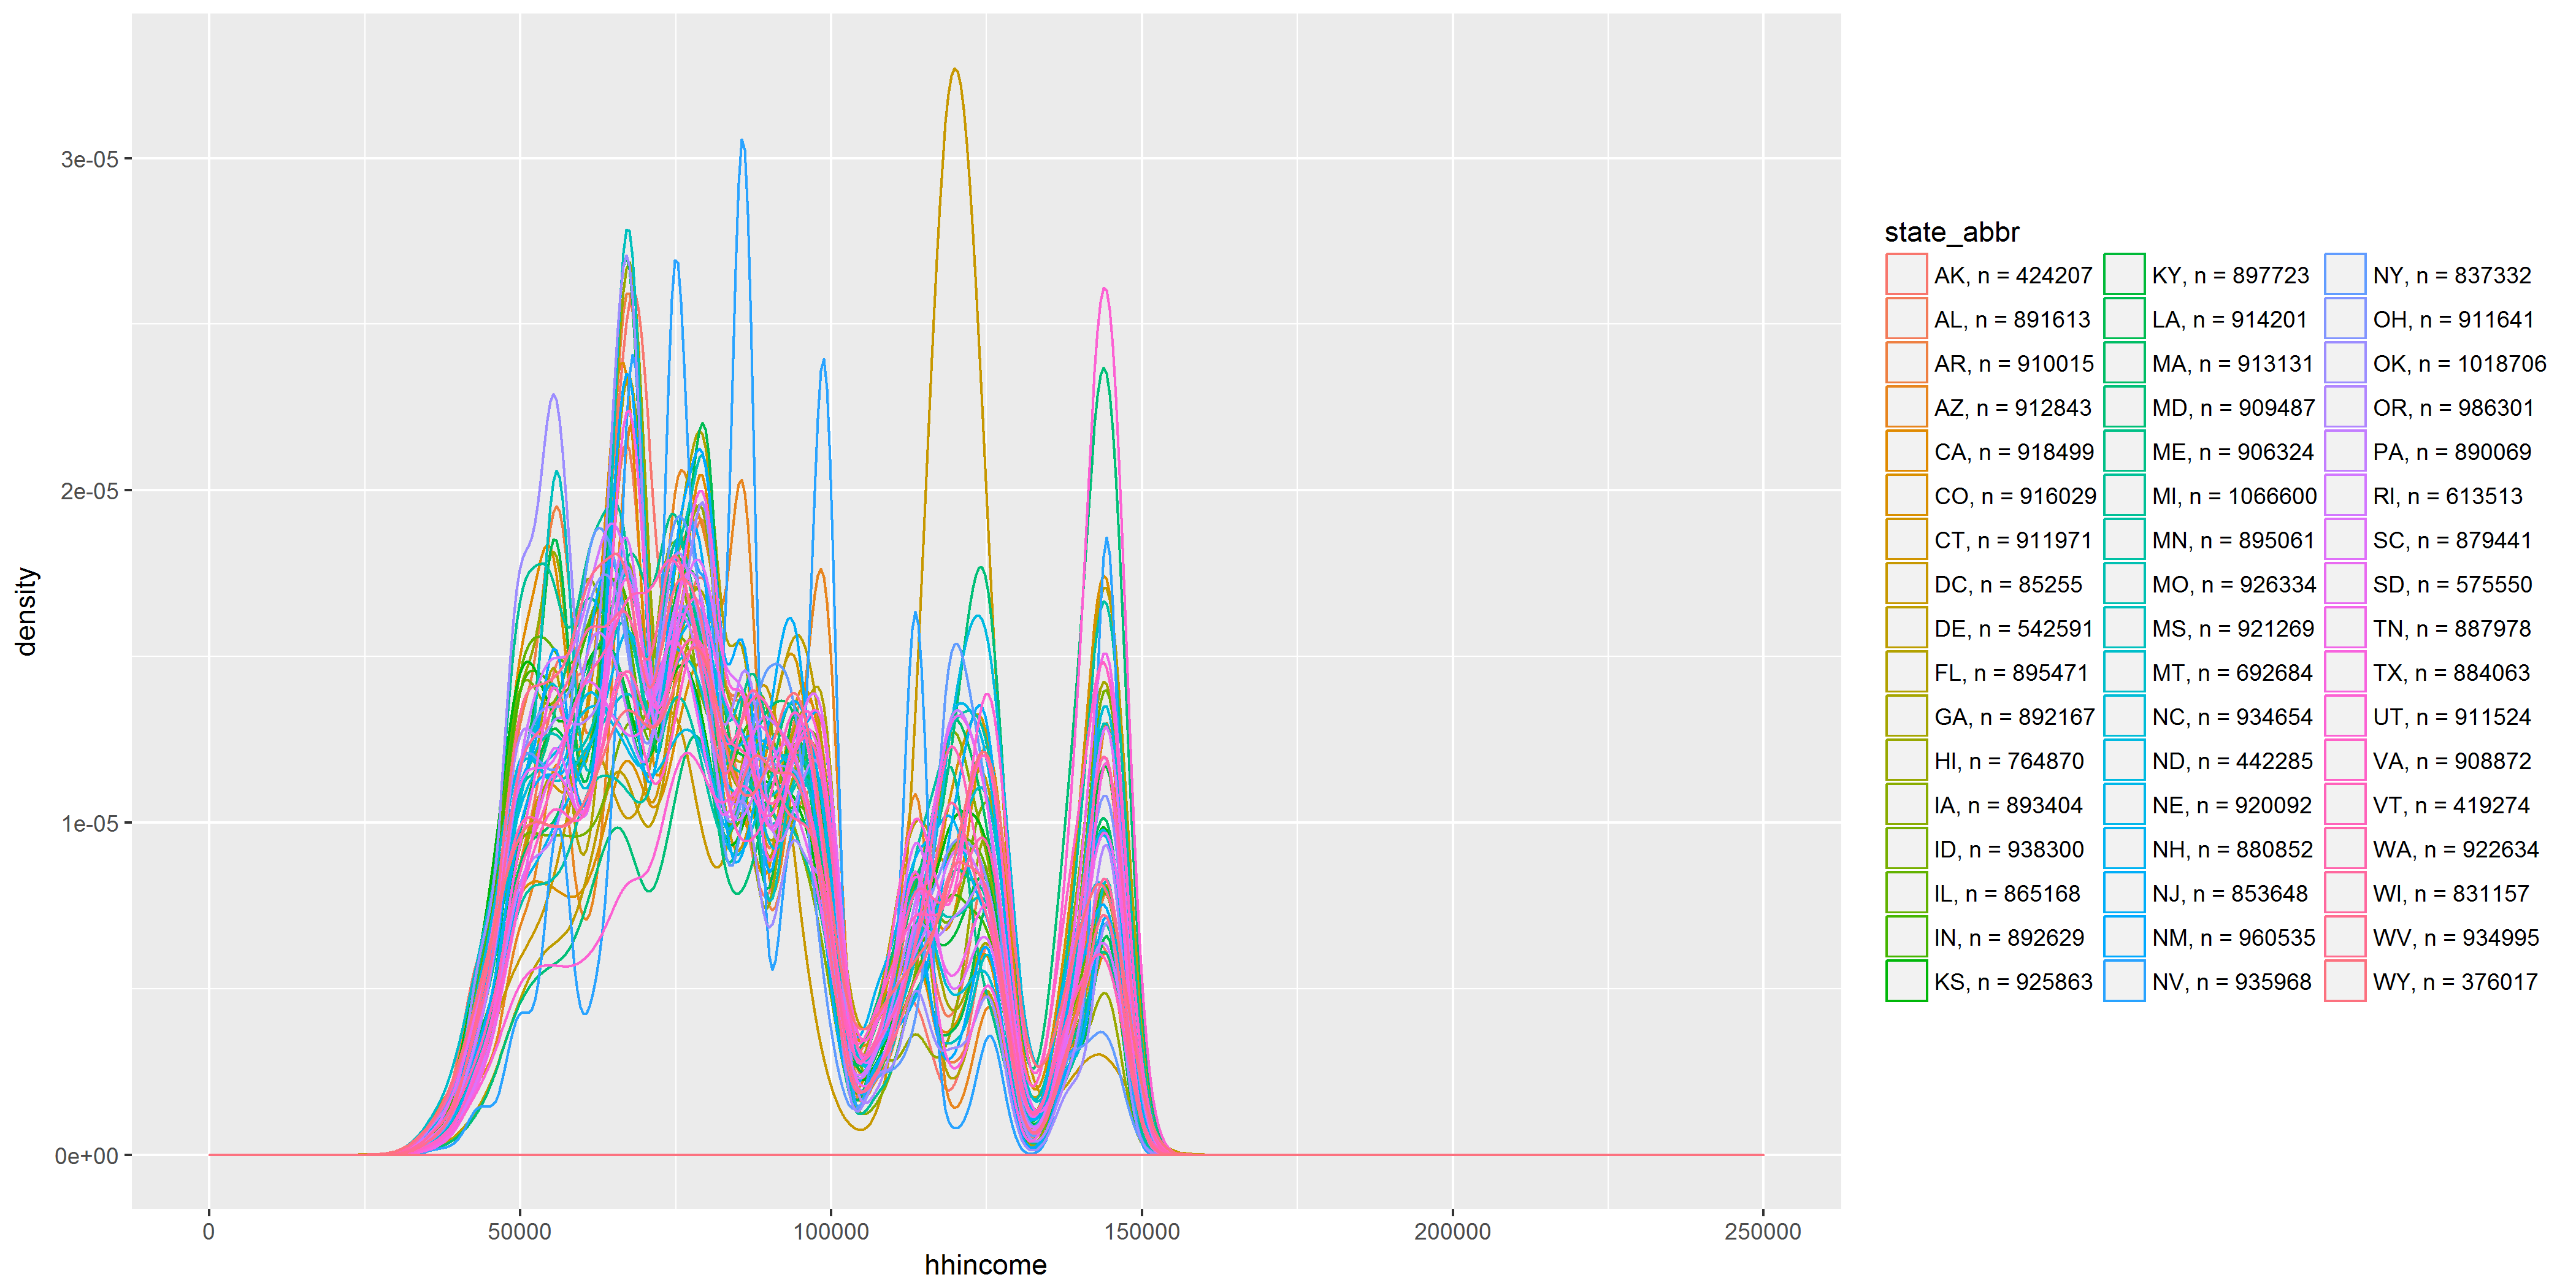 density
3e-05
2e-05
1e-05
0e+00
0
50000
100000
150000
200000
250000
hhincome
state_abbr
AK, n = 424207
AL, n = 891613
AR, n = 910015
AZ, n = 912843
CA, n = 918499
CO, n = 916029
CT, n = 911971
DC, n = 85255
DE, n = 542591
FL, n = 895471
GA, n = 892167
HI, n = 764870
IA, n = 893404
ID, n = 938300
IL, n = 865168
IN, n = 892629
KS, n = 925863
KY, n = 897723
LA, n = 914201
MA, n = 913131
MD, n = 909487
ME, n = 906324
MI, n = 1066600
MN, n = 895061
MO, n = 926334
MS, n = 921269
MT, n = 692684
NC, n = 934654
ND, n = 442285
NE, n = 920092
NH, n = 880852
NJ, n = 853648
NM, n = 960535
NV, n = 935968
NY, n = 837332
OH, n = 911641
OK, n = 1018706
OR, n = 986301
PA, n = 890069
RI, n = 613513
SC, n = 879441
SD, n = 575550
TN, n = 887978
TX, n = 884063
UT, n = 911524
VA, n = 908872
VT, n = 419274
WA, n = 922634
WI, n = 831157
WV, n = 934995
WY, n = 376017